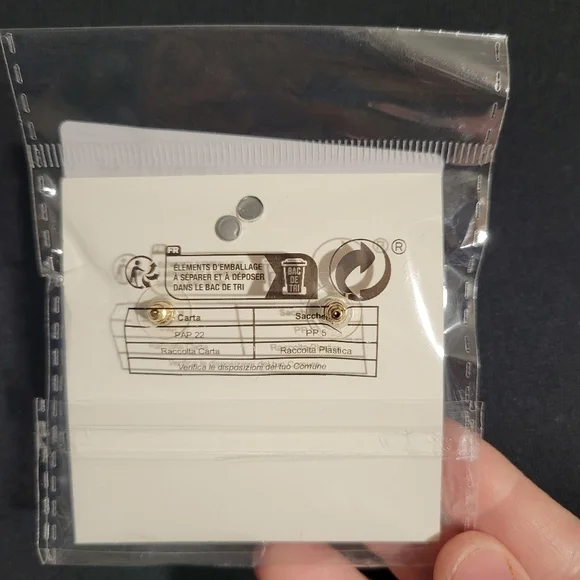 FR
ÉLÉMENTS D'EMBALLAGE
À SÉPARER ET À DÉPOSER
DANS LE BAC DE TRI
BAC
DE
TRI
®
Carta
PAP 22
PP 5
Raccolta Carta
Raccolta Plastica
Verifica le disposizioni del tuo Comune